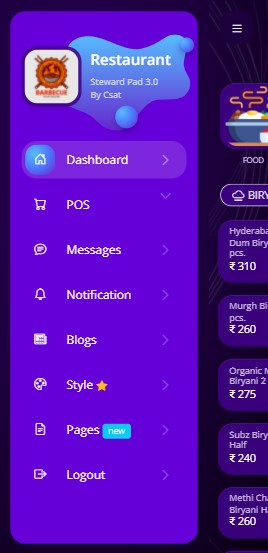 BARBECUE
Restaurant
Steward Pad 3.0
By Csat
Dashboard
POS
Messages
Notification
Blogs
Style
Pages new
Logout
FOOD
Hyderaba
Dum Biry
pcs.
₹ 310
Murgh Bi
pcs.
₹ 260
Organic M
Biryani 2
₹ 275
Subz Biry
Half
₹ 240
Methi Cha
Biryani Ha
₹ 260